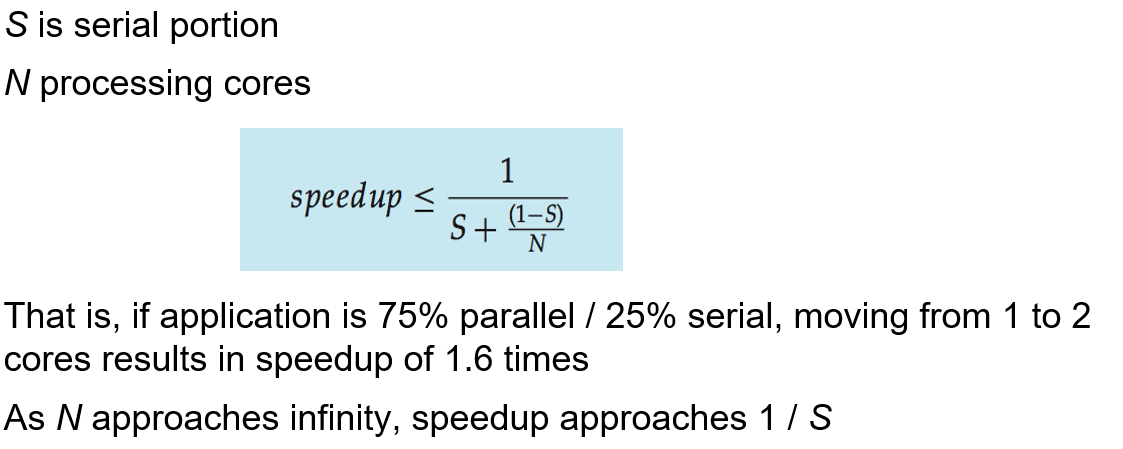 S is serial portion
N processing cores
speedup ≤ 1 / (S + (1−S) / N)
That is, if application is 75% parallel / 25% serial, moving from 1 to 2
cores results in speedup of 1.6 times
As N approaches infinity, speedup approaches 1 / S